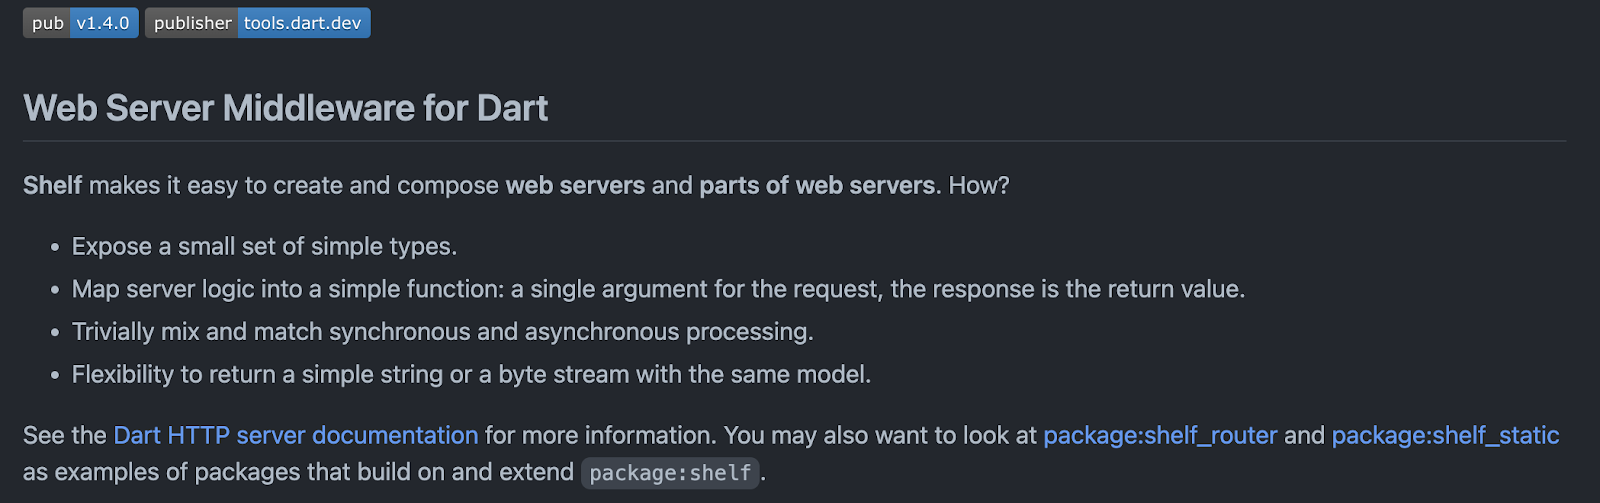 pub v1.4.0 publisher tools.dart.dev
Web Server Middleware for Dart
Shelf makes it easy to create and compose web servers and parts of web servers. How?
• Expose a small set of simple types.
• Map server logic into a simple function: a single argument for the request, the response is the return value.
• Trivially mix and match synchronous and asynchronous processing.
• Flexibility to return a simple string or a byte stream with the same model.
See the Dart HTTP server documentation for more information. You may also want to look at package:shelf_router and package:shelf_static
as examples of packages that build on and extend package:shelf.